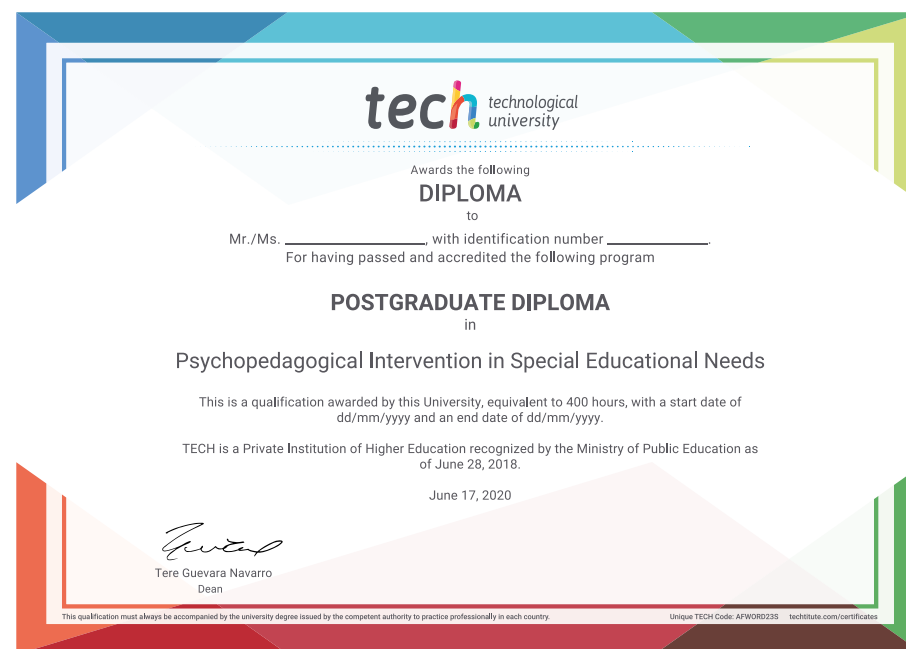 tech technological
university
Awards the following
DIPLOMA
to
Mr./Ms. ____________________, with identification number ______________.
For having passed and accredited the following program
POSTGRADUATE DIPLOMA
in
Psychopedagogical Intervention in Special Educational Needs
This is a qualification awarded by this University, equivalent to 400 hours, with a start date of
dd/mm/yyyy and an end date of dd/mm/yyyy.
TECH is a Private Institution of Higher Education recognized by the Ministry of Public Education as
of June 28, 2018.
June 17, 2020
Tere Guevara Navarro
Dean
This qualification must always be accompanied by the university degree issued by the competent authority to practice professionally in each country.
Unique TECH Code: AFWORD23S techtitute.com/certificates